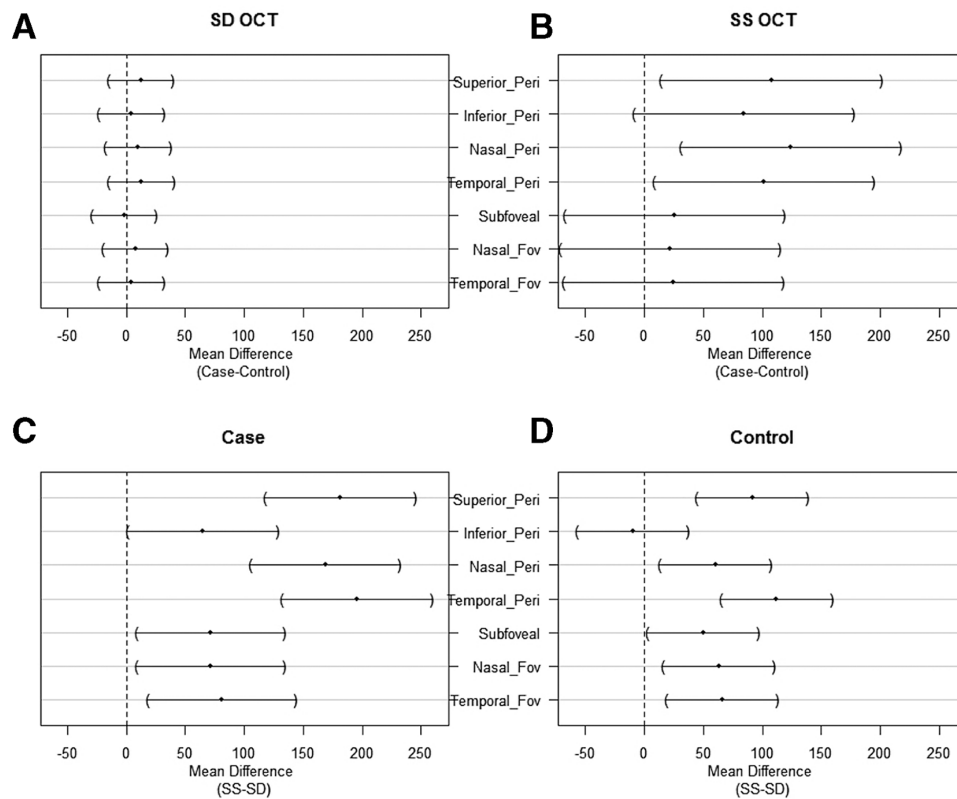 A
SD OCT
B
SS OCT
Superior_Peri
Inferior_Peri
Nasal_Peri
Temporal_Peri
Subfoveal
Nasal_Fov
Temporal_Fov
-50 0 50 100 150 200 250
Mean Difference
(Case-Control)
-50 0 50 100 150 200 250
Mean Difference
(Case-Control)
C
Case
D
Control
Superior_Peri
Inferior_Peri
Nasal_Peri
Temporal_Peri
Subfoveal
Nasal_Fov
Temporal_Fov
-50 0 50 100 150 200 250
Mean Difference
(SS-SD)
-50 0 50 100 150 200 250
Mean Difference
(SS-SD)